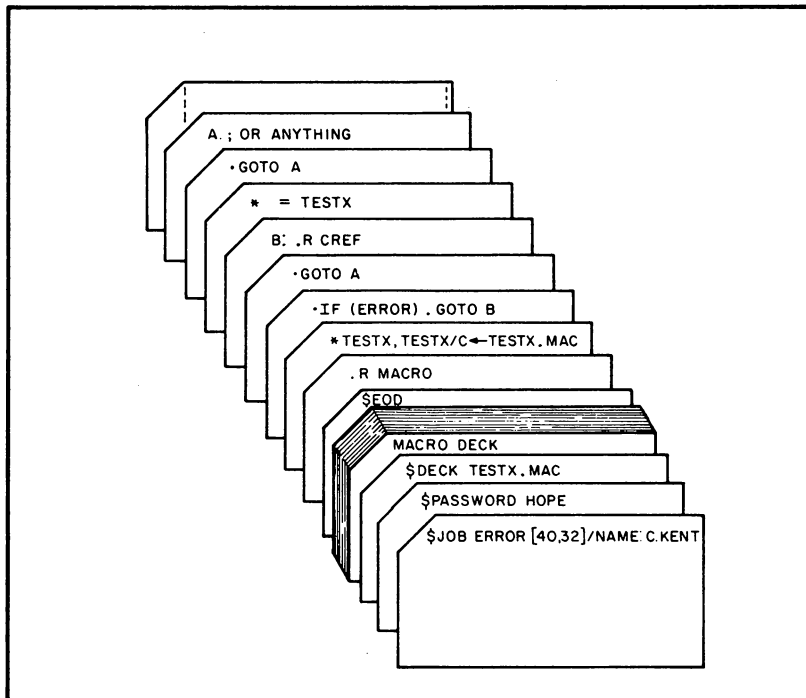 A. ; OR ANYTHING
.GOTO A
* = TESTX
B: .R CREF
.GOTO A
.IF (ERROR) . GOTO B
*TESTX, TESTX/C←TESTX.MAC
.R MACRO
$EOD
MACRO DECK
$DECK TESTX.MAC
$PASSWORD HOPE
$JOB ERROR [40,32]/NAME: C.KENT